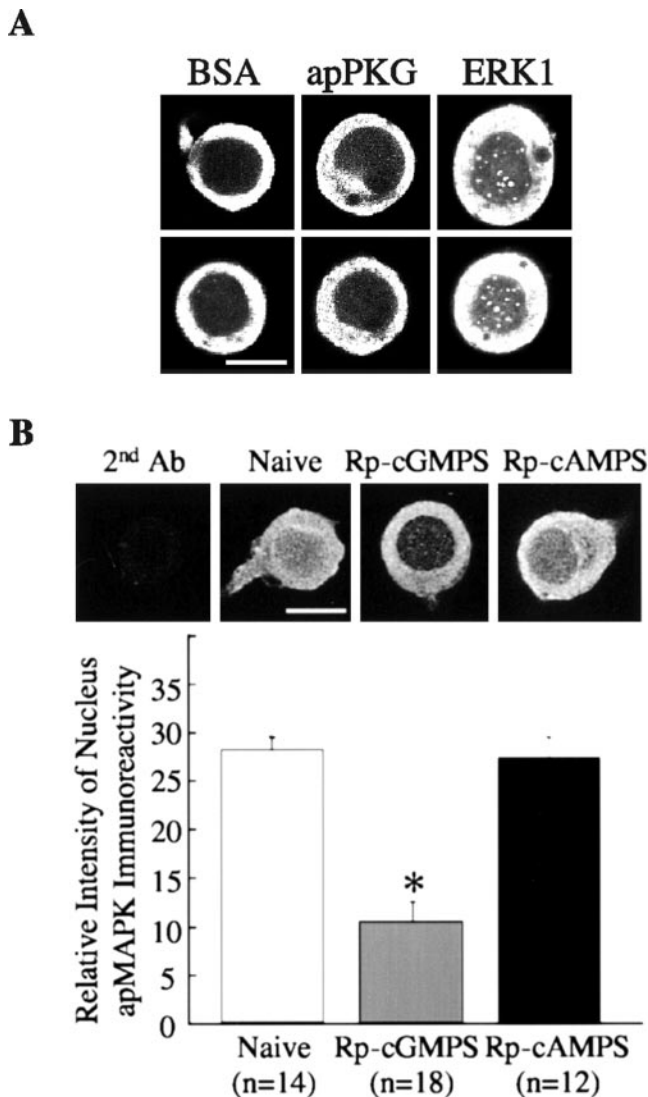 A
BSA apPKG ERK1
B
2nd Ab Naive Rp-cGMPS Rp-cAMPS
Relative Intensity of Nucleus
apMAPK Immunoreactivity
35
30
25
20
15
10
5
0
*
Naive Rp-cGMPS Rp-cAMPS
(n=14) (n=18) (n=12)